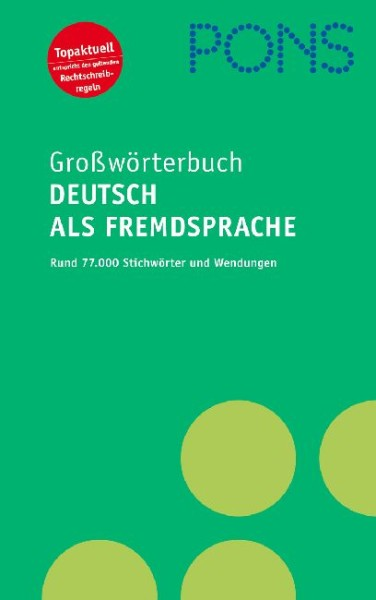 PONS
Topaktuell
entspricht den geltenden
Rechtschreib-
regeln
Großwörterbuch
DEUTSCH
ALS FREMDSPRACHE
Rund 77.000 Stichwörter und Wendungen